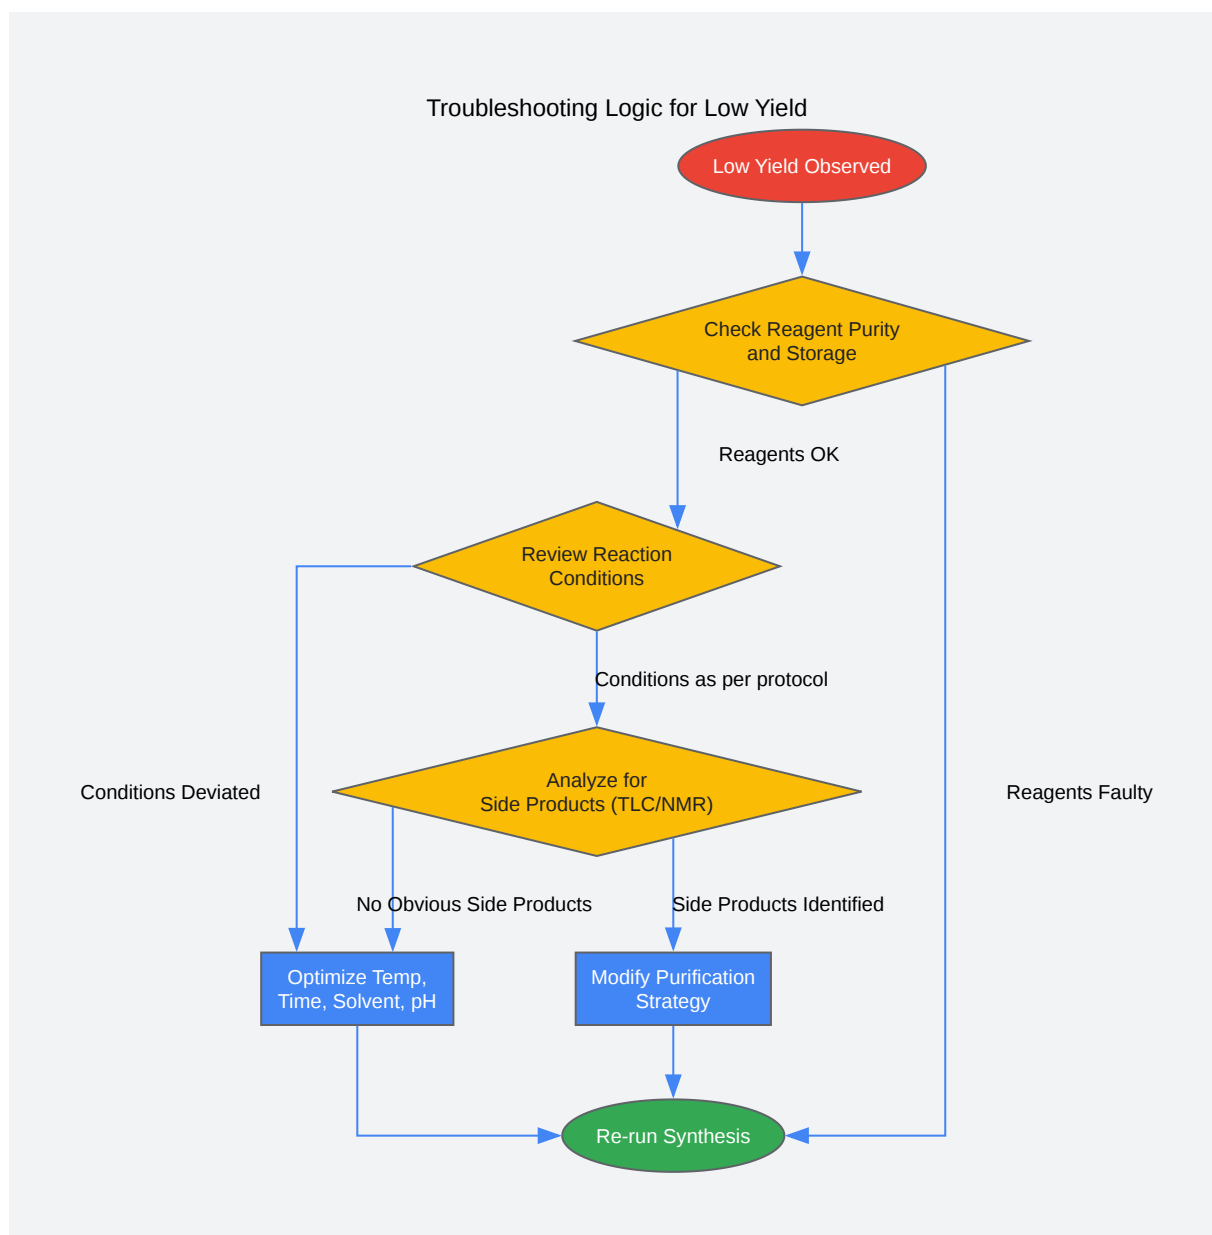 Troubleshooting Logic for Low Yield
Low Yield Observed
Check Reagent Purity
and Storage
Reagents OK
Review Reaction
Conditions
Conditions as per protocol
Analyze for
Side Products (TLC/NMR)
Conditions Deviated
Reagents Faulty
No Obvious Side Products
Side Products Identified
Optimize Temp,
Time, Solvent, pH
Modify Purification
Strategy
Re-run Synthesis